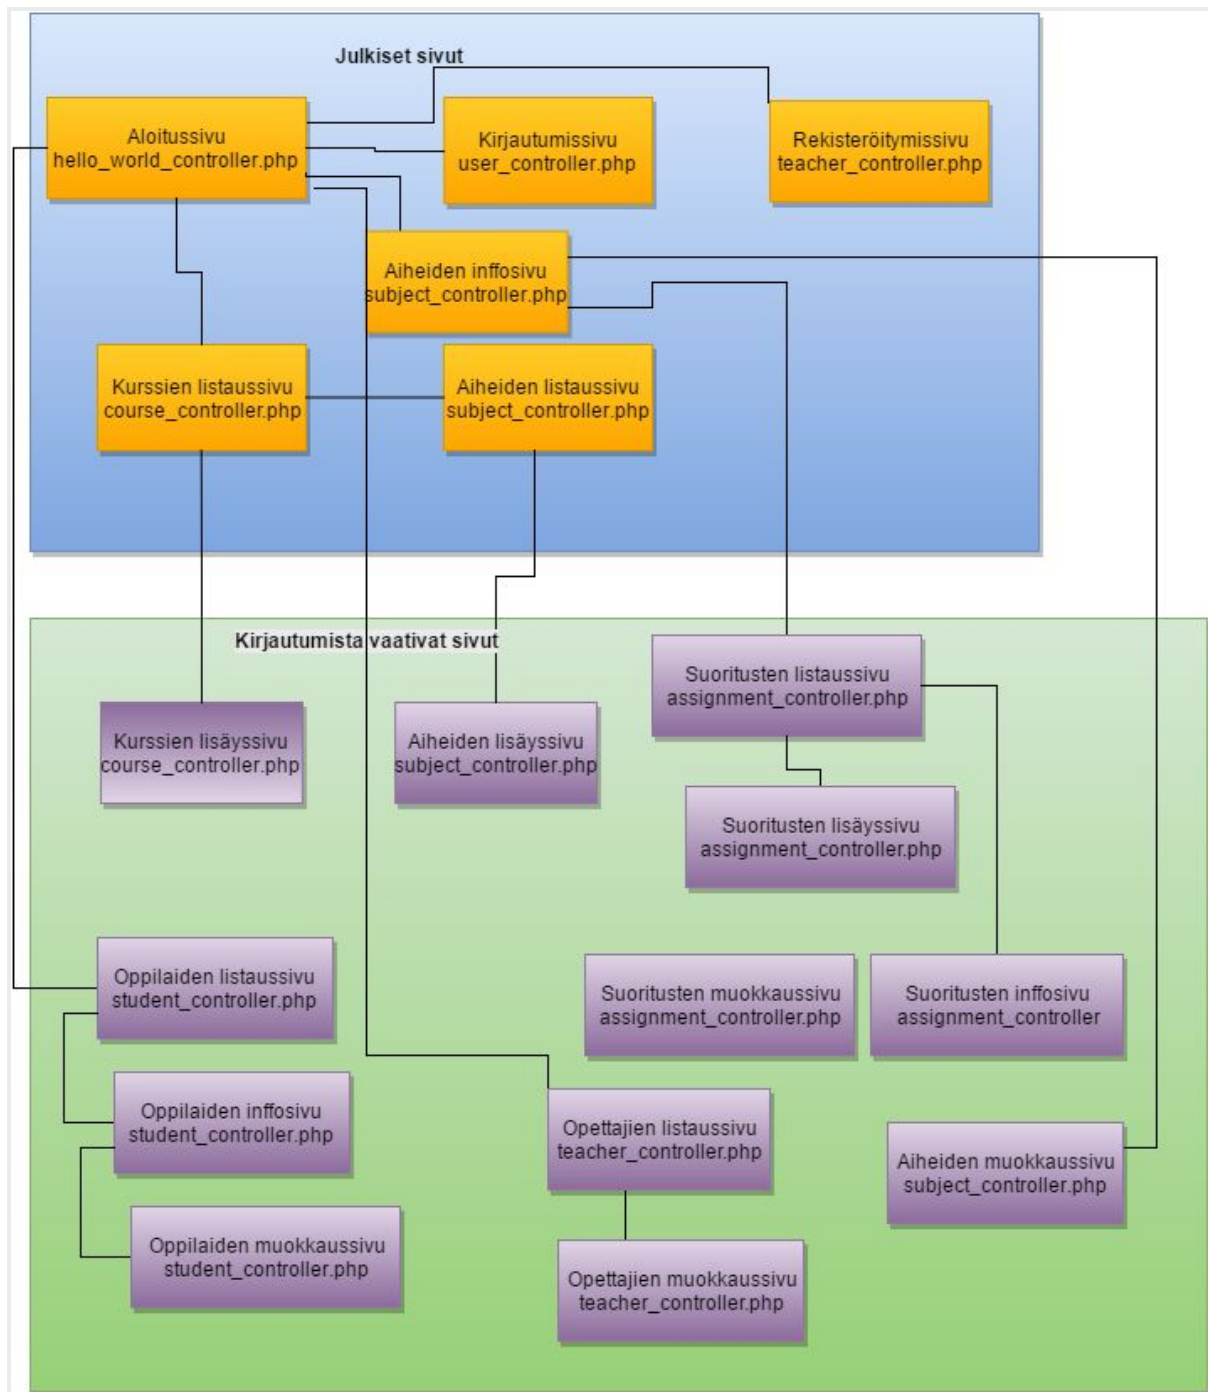 Julkiset sivut
Aloitussivu
hello_world_controller.php
Kirjautumissivu
user_controller.php
Rekisteröitymissivu
teacher_controller.php
Aiheiden inffosivu
subject_controller.php
Kurssien listaussivu
course_controller.php
Aiheiden listaussivu
subject_controller.php
Kirjautumista vaativat sivut
Suoritusten listaussivu
assignment_controller.php
Kurssien lisäyssivu
course_controller.php
Aiheiden lisäyssivu
subject_controller.php
Suoritusten lisäyssivu
assignment_controller.php
Oppilaiden listaussivu
student_controller.php
Suoritusten muokkaussivu
assignment_controller.php
Suoritusten inffosivu
assignment_controller
Oppilaiden inffosivu
student_controller.php
Opettajien listaussivu
teacher_controller.php
Aiheiden muokkaussivu
subject_controller.php
Oppilaiden muokkaussivu
student_controller.php
Opettajien muokkaussivu
teacher_controller.php